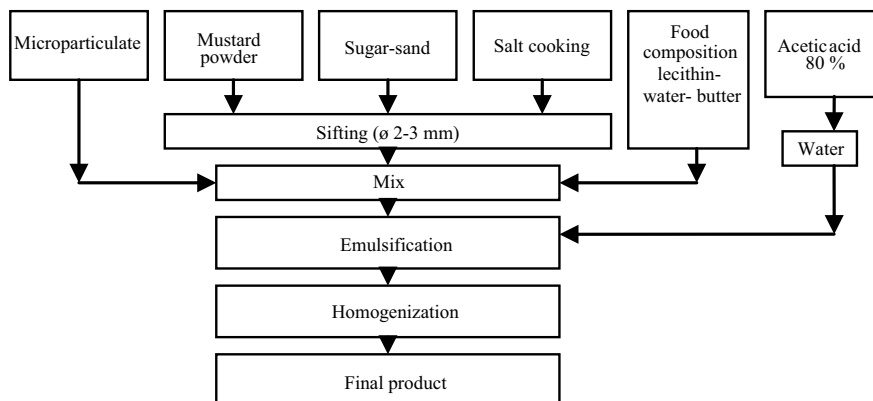 Microparticulate
Mustard
powder
Sugar-sand
Salt cooking
Food
composition
lecithin-
water- butter
Acetic acid
80 %
Sifting (ø 2-3 mm)
Water
Mix
Emulsification
Homogenization
Final product